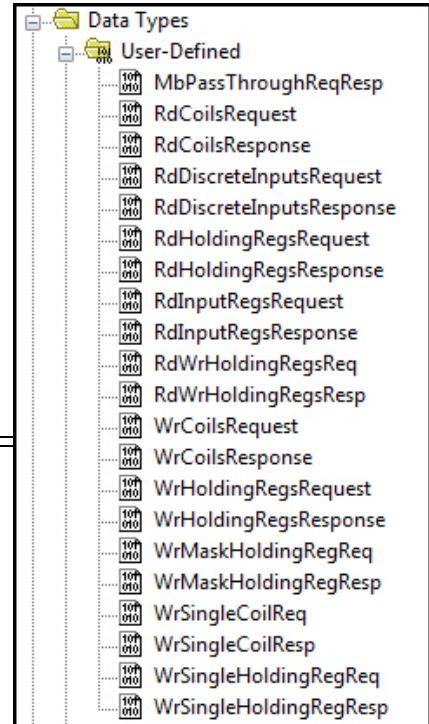 Data Types
User-Defined
MbPassThroughReqResp
RdCoilsRequest
RdCoilsResponse
RdDiscreteInputsRequest
RdDiscreteInputsResponse
RdHoldingRegsRequest
RdHoldingRegsResponse
RdInputRegsRequest
RdInputRegsResponse
RdWrHoldingRegsReq
RdWrHoldingRegsResp
WrCoilsRequest
WrCoilsResponse
WrHoldingRegsRequest
WrHoldingRegsResponse
WrMaskHoldingRegReq
WrMaskHoldingRegResp
WrSingleCoilReq
WrSingleCoilResp
WrSingleHoldingRegReq
WrSingleHoldingRegResp